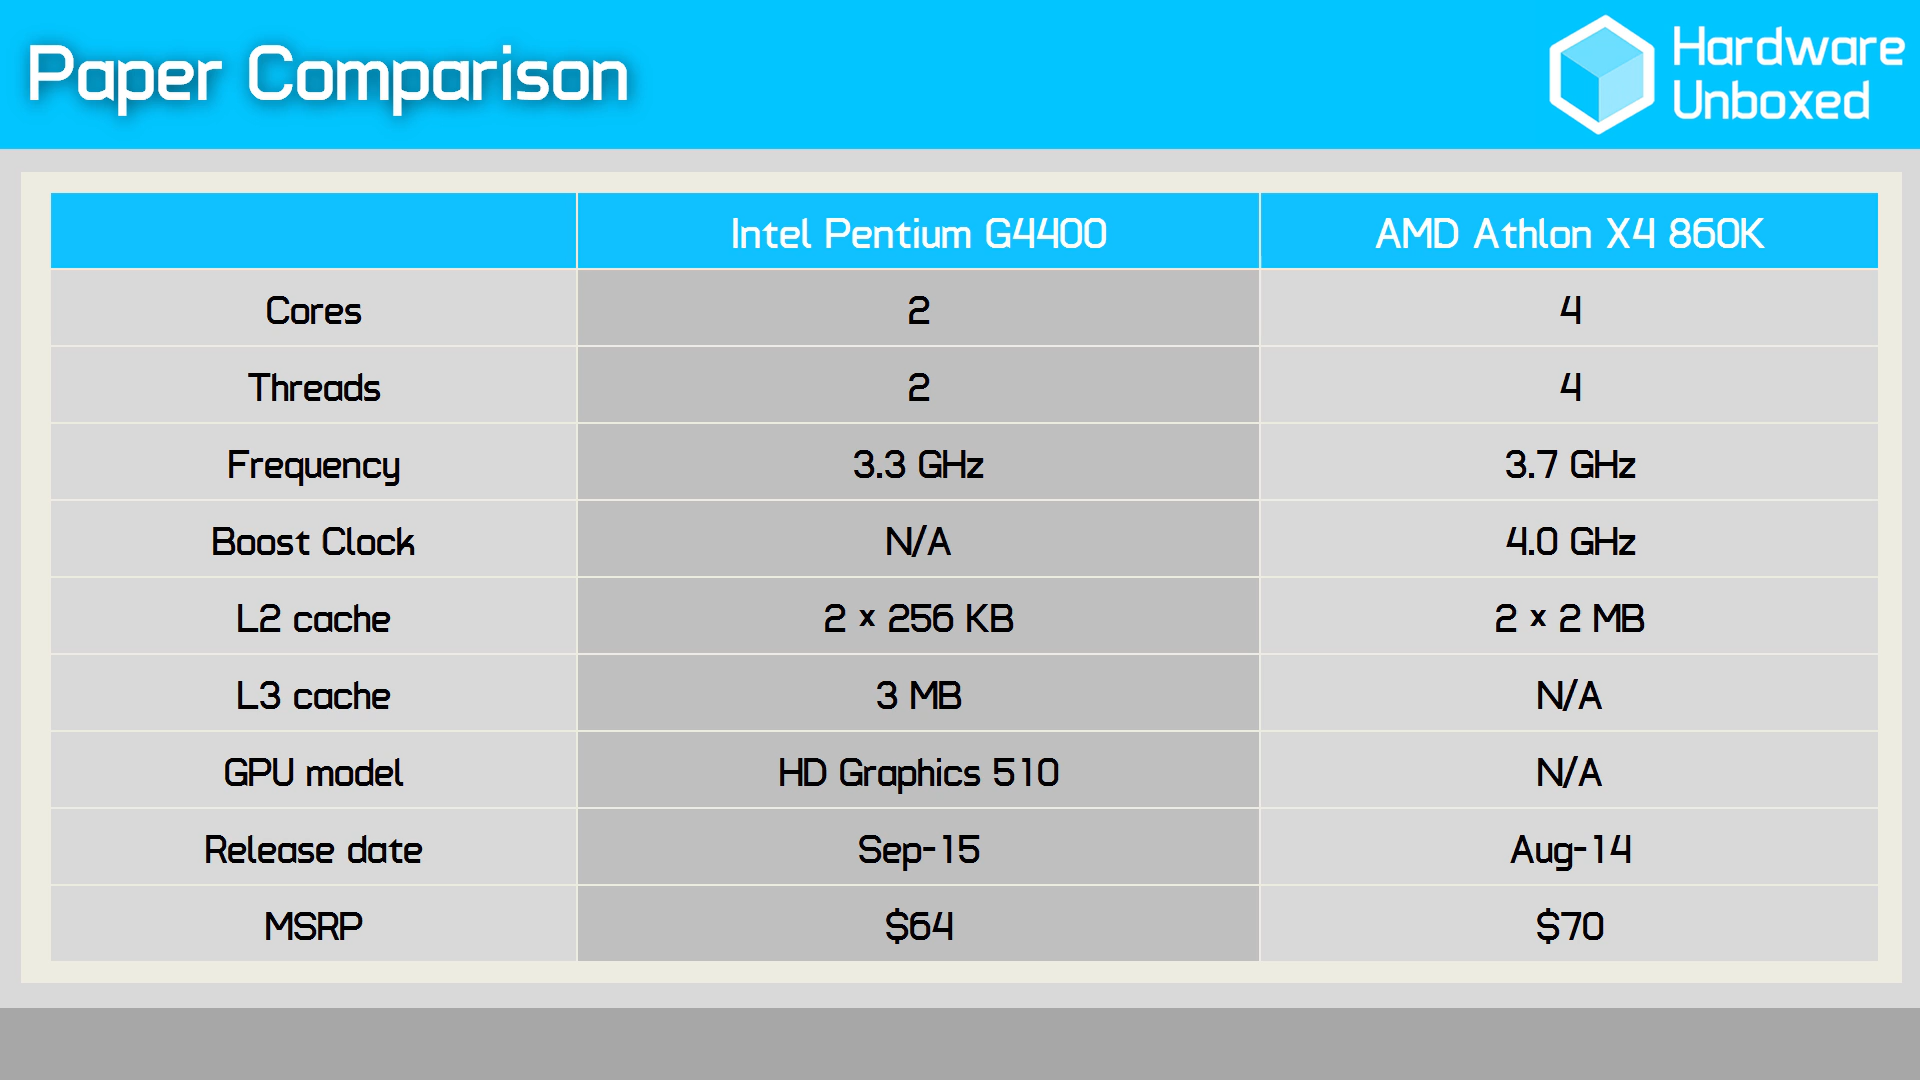 Paper Comparison
Hardware
Unboxed
Intel Pentium G4400 AMD Athlon X4 860K
Cores 2 4
Threads 2 4
Frequency 3.3 GHz 3.7 GHz
Boost Clock N/A 4.0 GHz
L2 cache 2 x 256 KB 2 x 2 MB
L3 cache 3 MB N/A
GPU model HD Graphics 510 N/A
Release date Sep-15 Aug-14
MSRP $64 $70